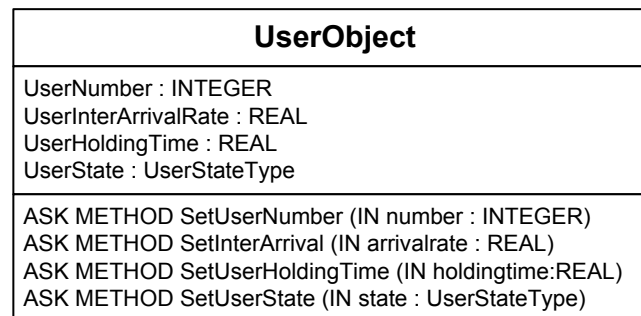 UserObject
UserNumber : INTEGER
UserInterArrivalRate : REAL
UserHoldingTime : REAL
UserState : UserStateType
ASK METHOD SetUserNumber (IN number : INTEGER)
ASK METHOD SetInterArrival (IN arrivalrate : REAL)
ASK METHOD SetUserHoldingTime (IN holdingtime:REAL)
ASK METHOD SetUserState (IN state : UserStateType)